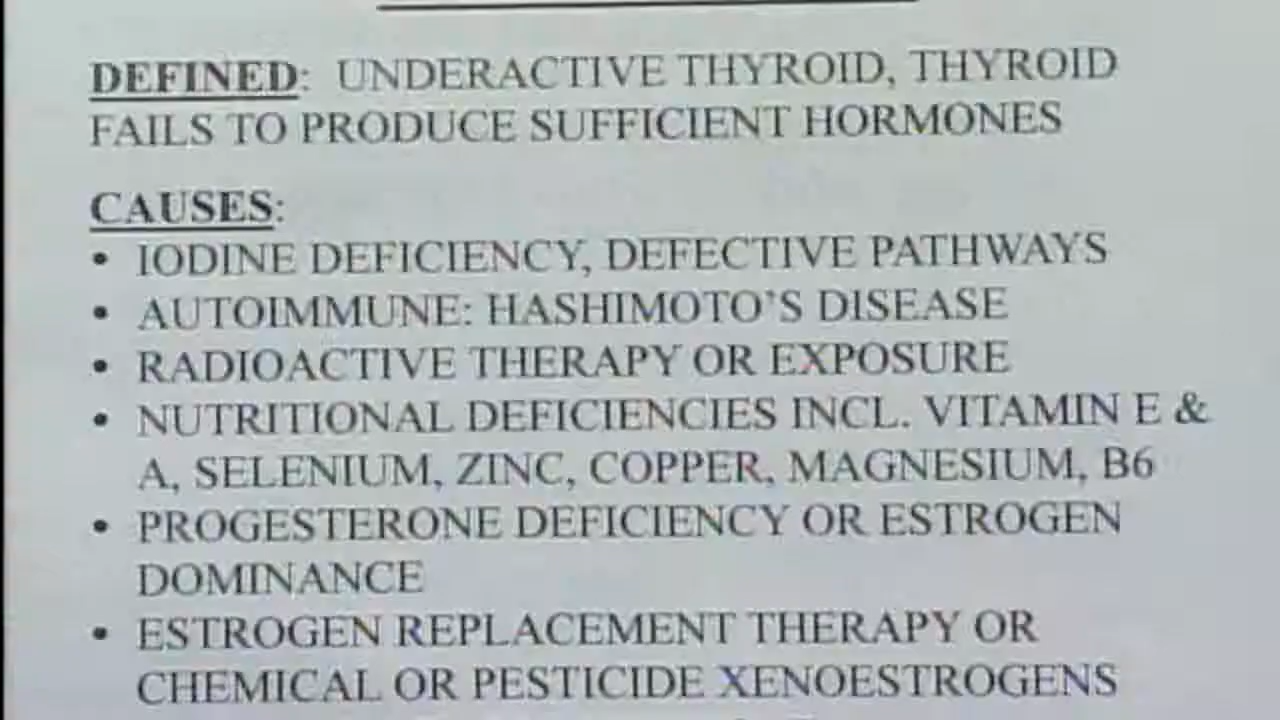 DEFINED: UNDERACTIVE THYROID, THYROID
FAILS TO PRODUCE SUFFICIENT HORMONES
CAUSES:
• IODINE DEFICIENCY, DEFECTIVE PATHWAYS
• AUTOIMMUNE: HASHIMOTO'S DISEASE
• RADIOACTIVE THERAPY OR EXPOSURE
• NUTRITIONAL DEFICIENCIES INCL. VITAMIN E &
A, SELENIUM, ZINC, COPPER, MAGNESIUM, B6
• PROGESTERONE DEFICIENCY OR ESTROGEN
DOMINANCE
• ESTROGEN REPLACEMENT THERAPY OR
CHEMICAL OR PESTICIDE XENOESTROGENS